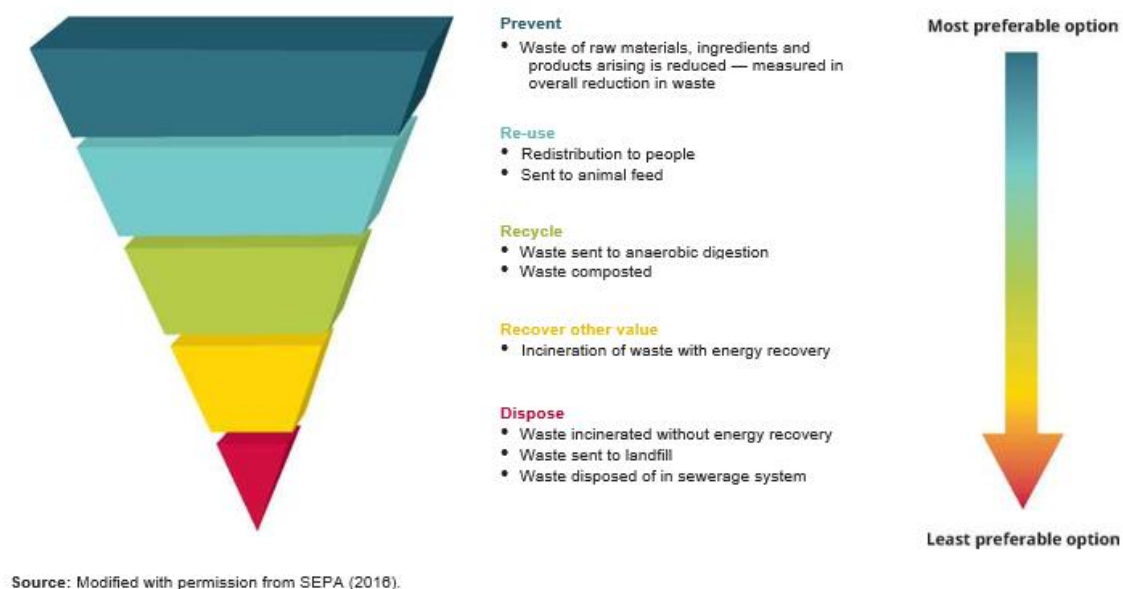 Prevent
• Waste of raw materials, ingredients and
products arising is reduced — measured in
overall reduction in waste
Re-use
• Redistribution to people
• Sent to animal feed
Recycle
• Waste sent to anaerobic digestion
• Waste composted
Recover other value
• Incineration of waste with energy recovery
Dispose
• Waste incinerated without energy recovery
• Waste sent to landfill
• Waste disposed of in sewerage system
Most preferable option
Least preferable option
Source: Modified with permission from SEPA (2016).